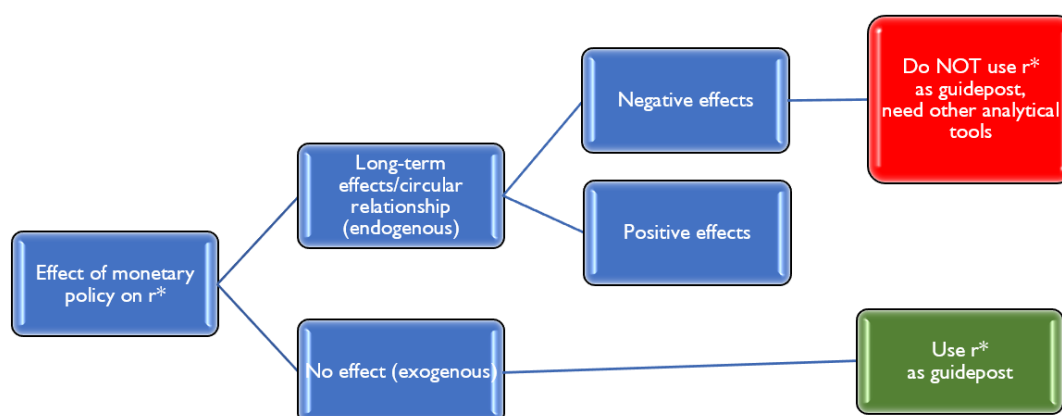 Effect of monetary
policy on r*
Long-term
effects/circular
relationship
(endogenous)
Negative effects
Do NOT use r*
as guidepost,
need other analytical
tools
Positive effects
No effect (exogenous)
Use r*
as guidepost